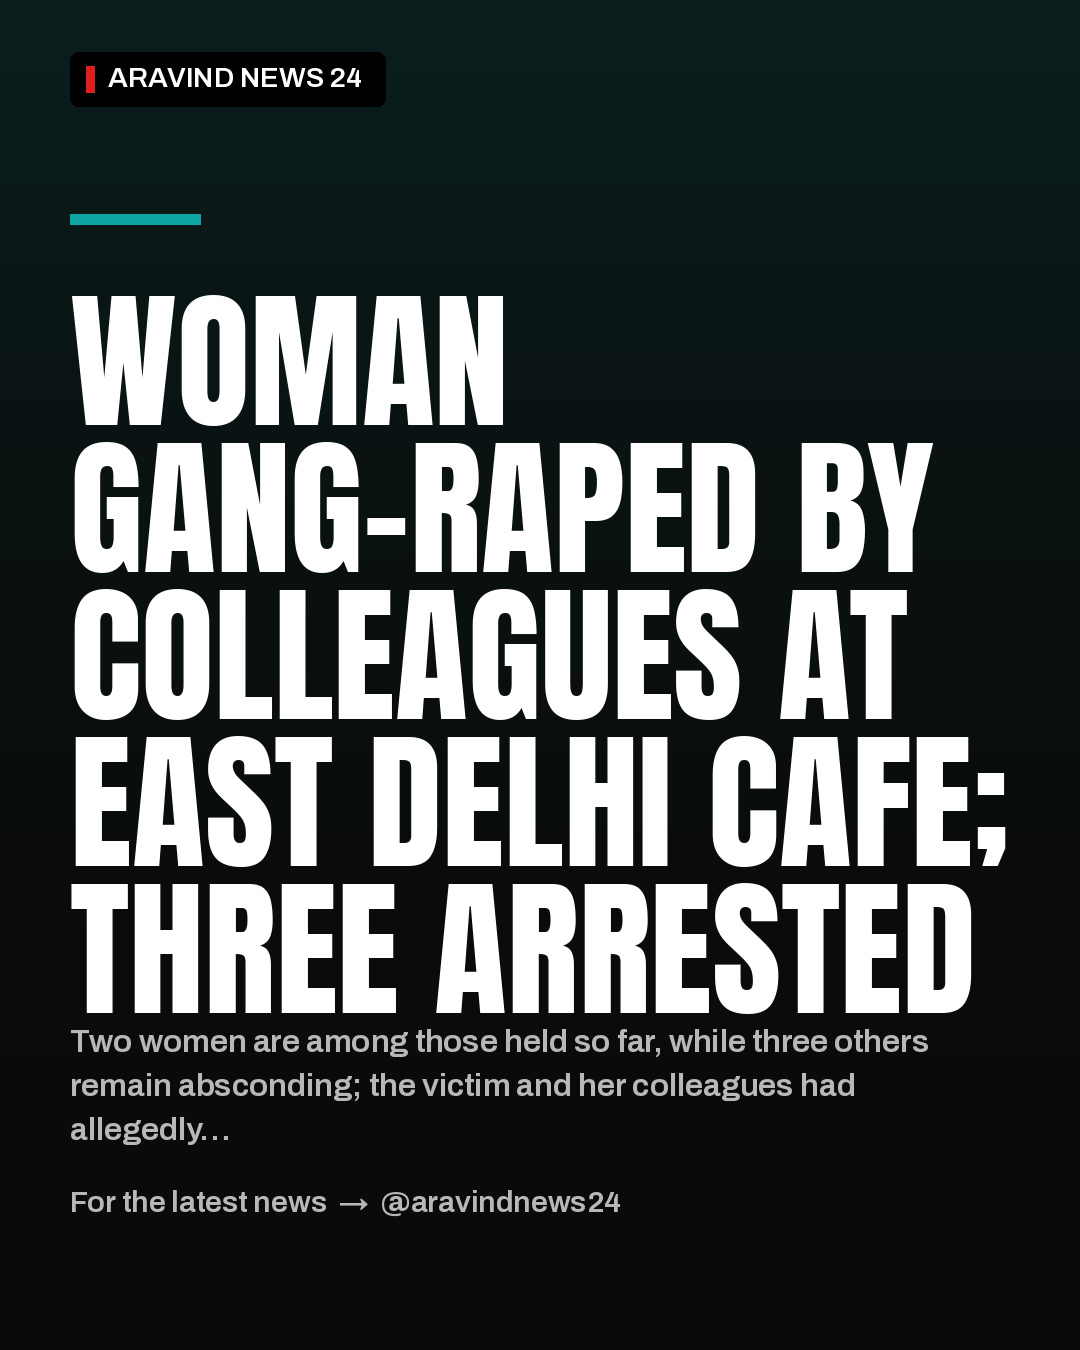 ARAVIND NEWS 24
WOMAN
GANG-RAPED BY
COLLEAGUES AT
EAST DELHI CAFE;
THREE ARRESTED
Two women are among those held so far, while three others
remain absconding; the victim and her colleagues had
allegedly...
For the latest news → @aravindnews24